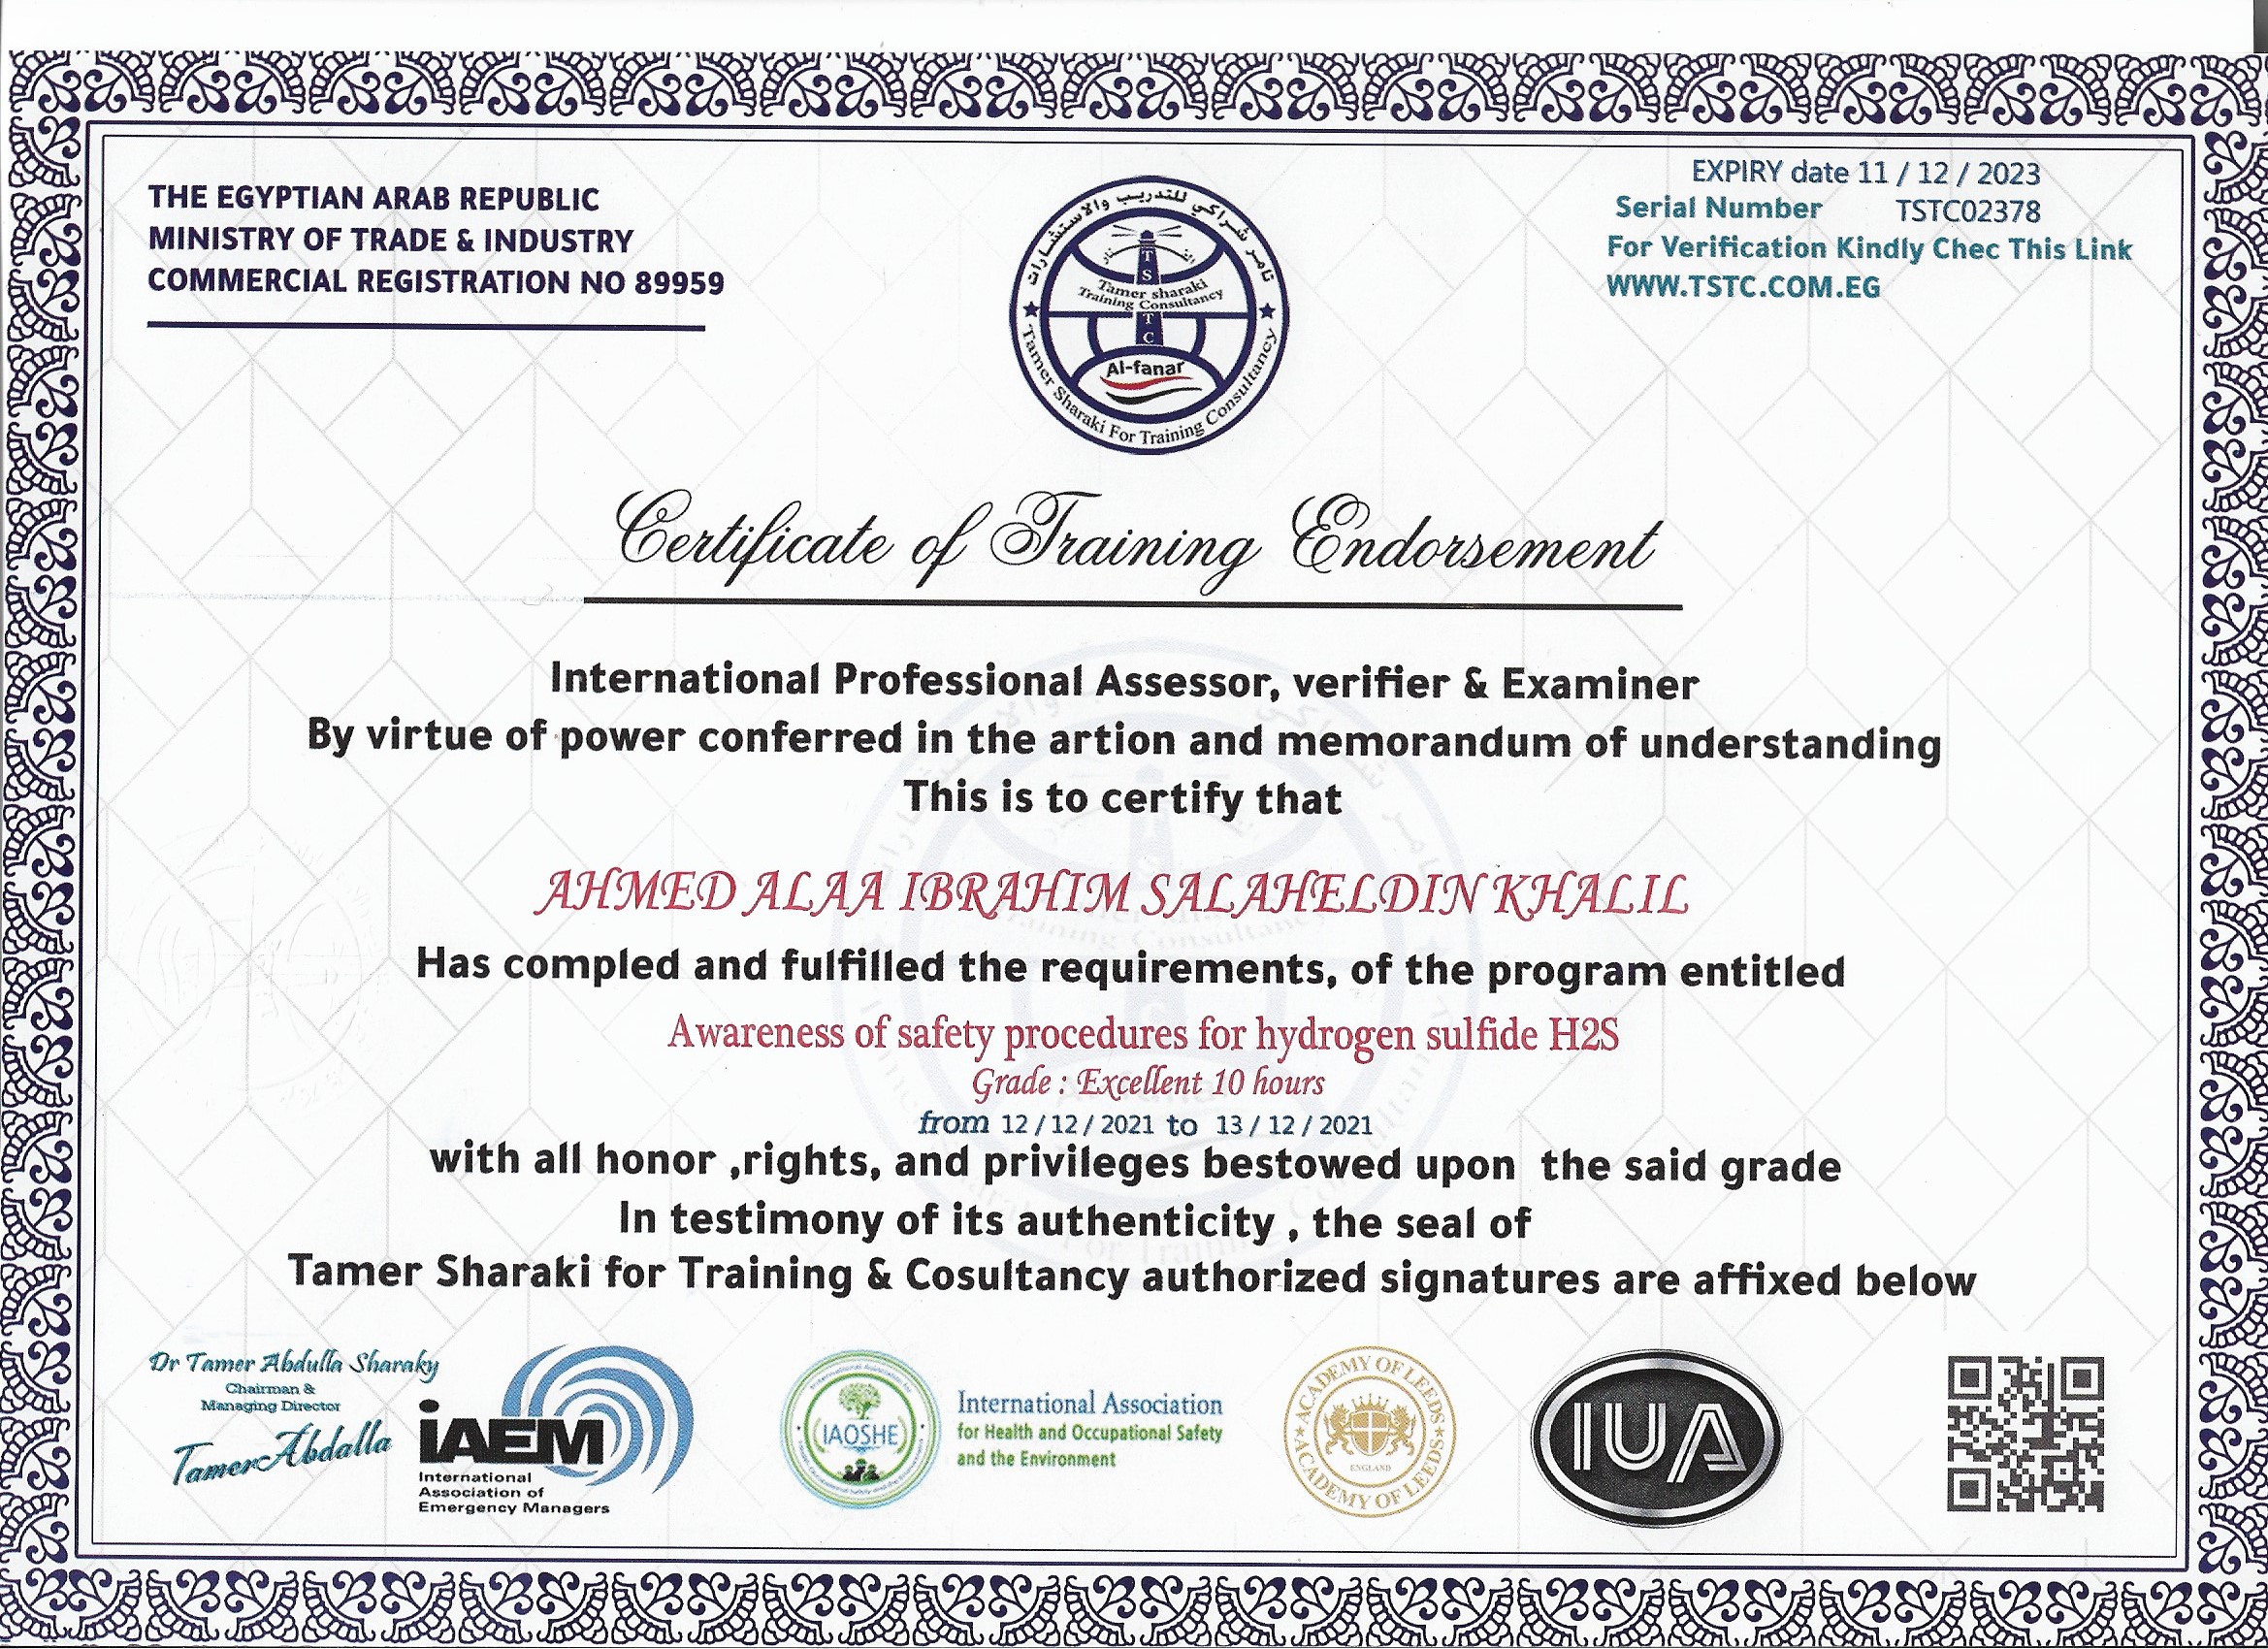 THE EGYPTIAN ARAB REPUBLIC
MINISTRY OF TRADE & INDUSTRY
COMMERCIAL REGISTRATION NO 89959
EXPIRY date 11 / 12 / 2023
Serial Number TSTC02378
For Verification Kindly Chec This Link
WWW.TSTC.COM.EG
تامر شراكي للتدريب والاستشارات
الفنار
T
S
Tamer sharaki
Training Consultancy
T
C
Al-fanar
Tamer Sharaki For Training Consultancy
Certificate of Training Endorsement
International Professional Assessor, verifier & Examiner
By virtue of power conferred in the artion and memorandum of understanding
This is to certify that
AHMED ALAA IBRAHIM SALAHELDIN KHALIL
Has compled and fulfilled the requirements, of the program entitled
Awareness of safety procedures for hydrogen sulfide H2S
Grade : Excellent 10 hours
from 12 / 12 / 2021 to 13 / 12 / 2021
with all honor ,rights, and privileges bestowed upon the said grade
In testimony of its authenticity , the seal of
Tamer Sharaki for Training & Cosultancy authorized signatures are affixed below
Dr Tamer Abdulla Sharaky
Chairman &
Managing Director
Tamer Abdalla
iAEM
International
Association of
Emergency Managers
IAOSHE
International Association
for Health and Occupational Safety
and the Environment
ACADEMY OF LEEDS
ENGLAND
ACADEMY OF LEEDS
IUA